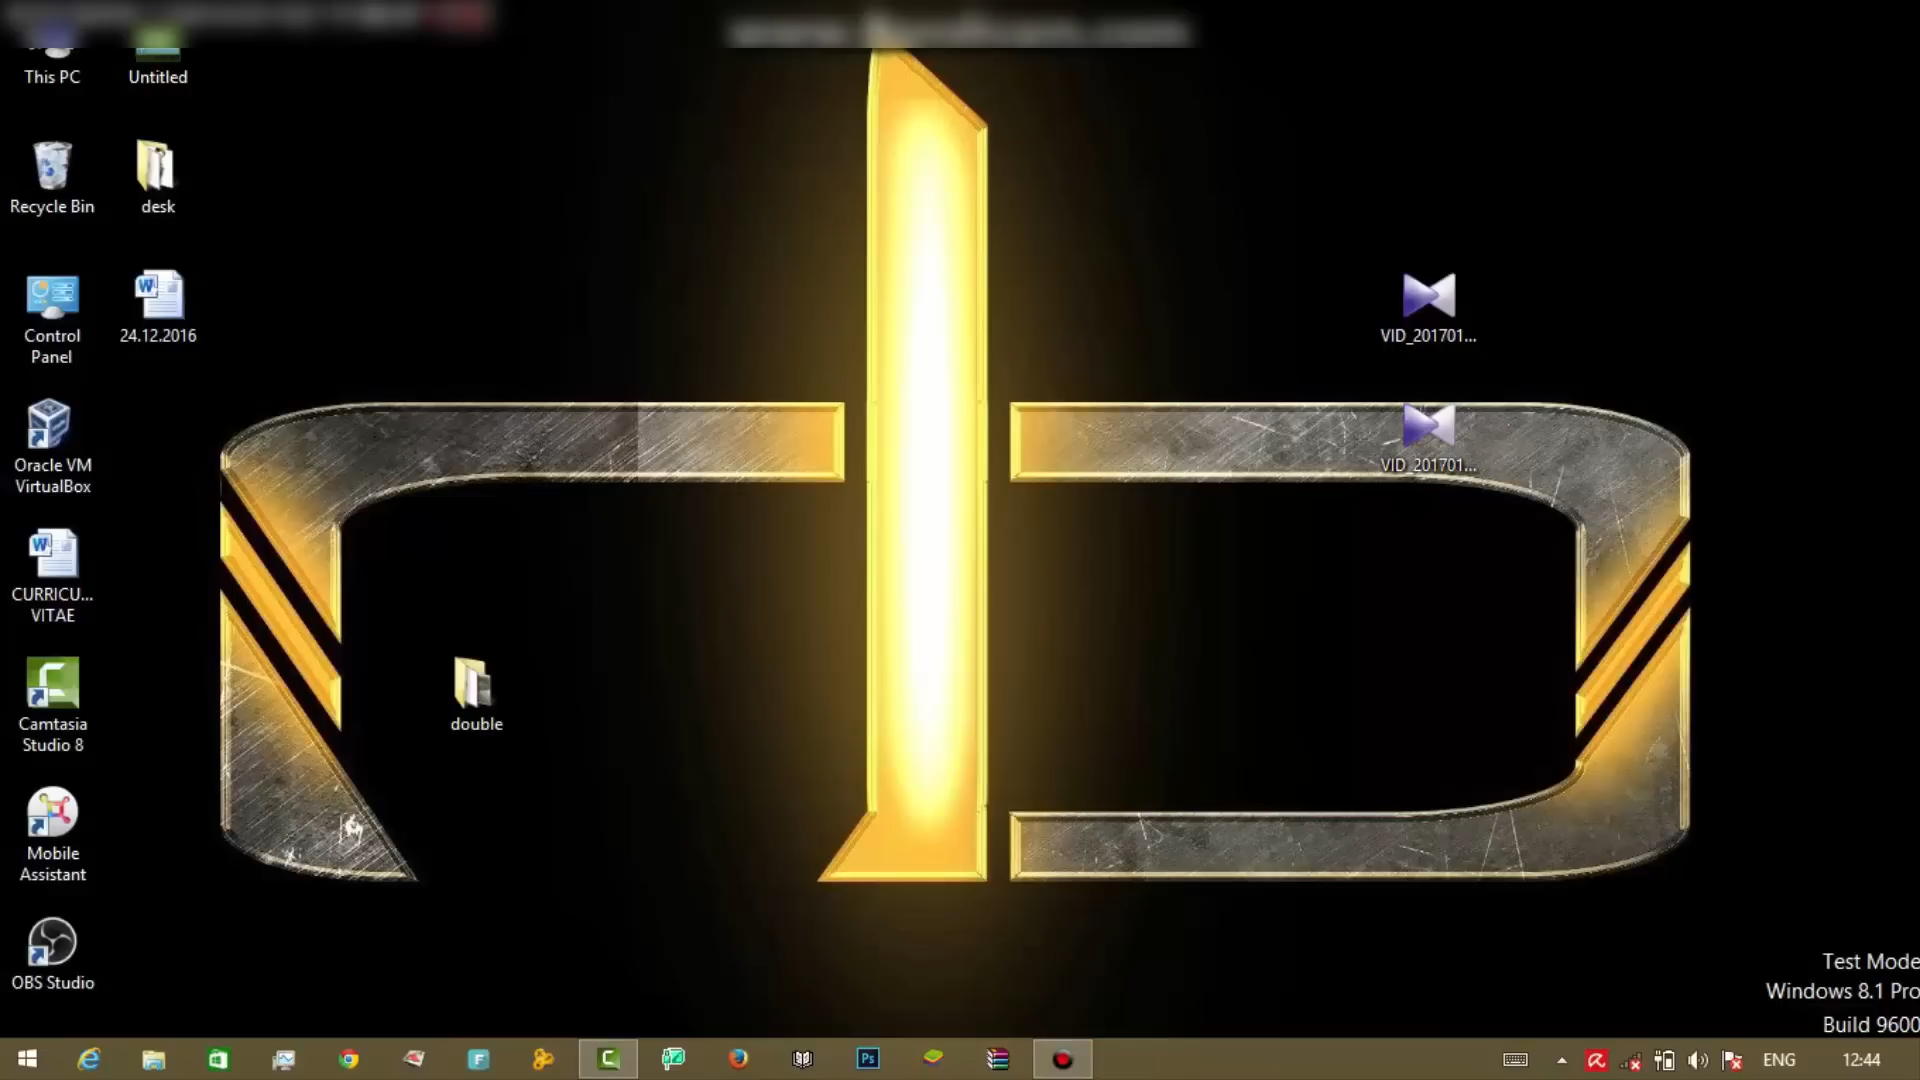 This PC
Untitled
Recycle Bin
desk
Control
Panel
24.12.2016
VID_201701...
Oracle VM
VirtualBox
VID_201701...
CURRICU...
VITAE
Camtasia
Studio 8
double
Mobile
Assistant
OBS Studio
Test Mode
Windows 8.1 Pro
Build 9600
ENG
12:44